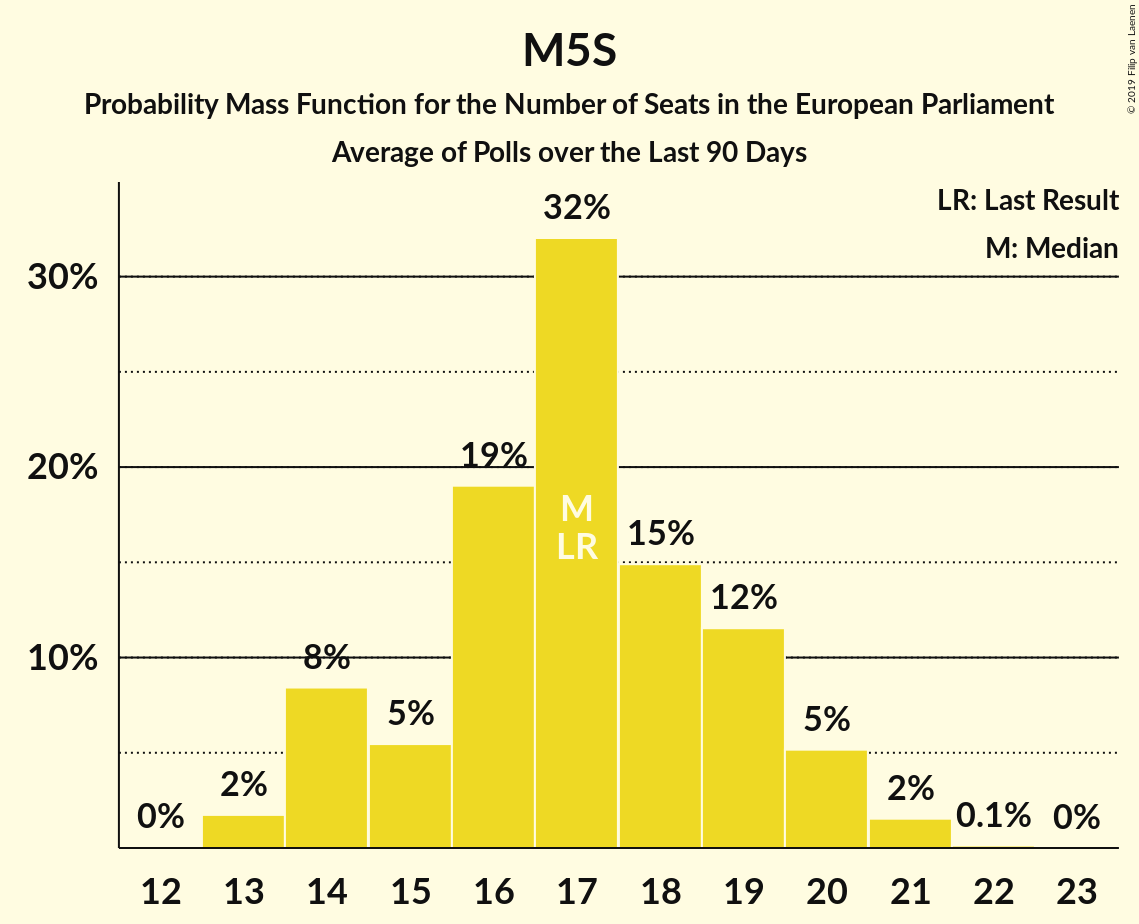 M5S
Probability Mass Function for the Number of Seats in the European Parliament
Average of Polls over the Last 90 Days
© 2019 Filip van Laenen
LR: Last Result
M: Median
30%
20%
10%
0%
2%
8%
5%
19%
32%
15%
12%
5%
2%
0.1%
0%
M
LR
12 13 14 15 16 17 18 19 20 21 22 23